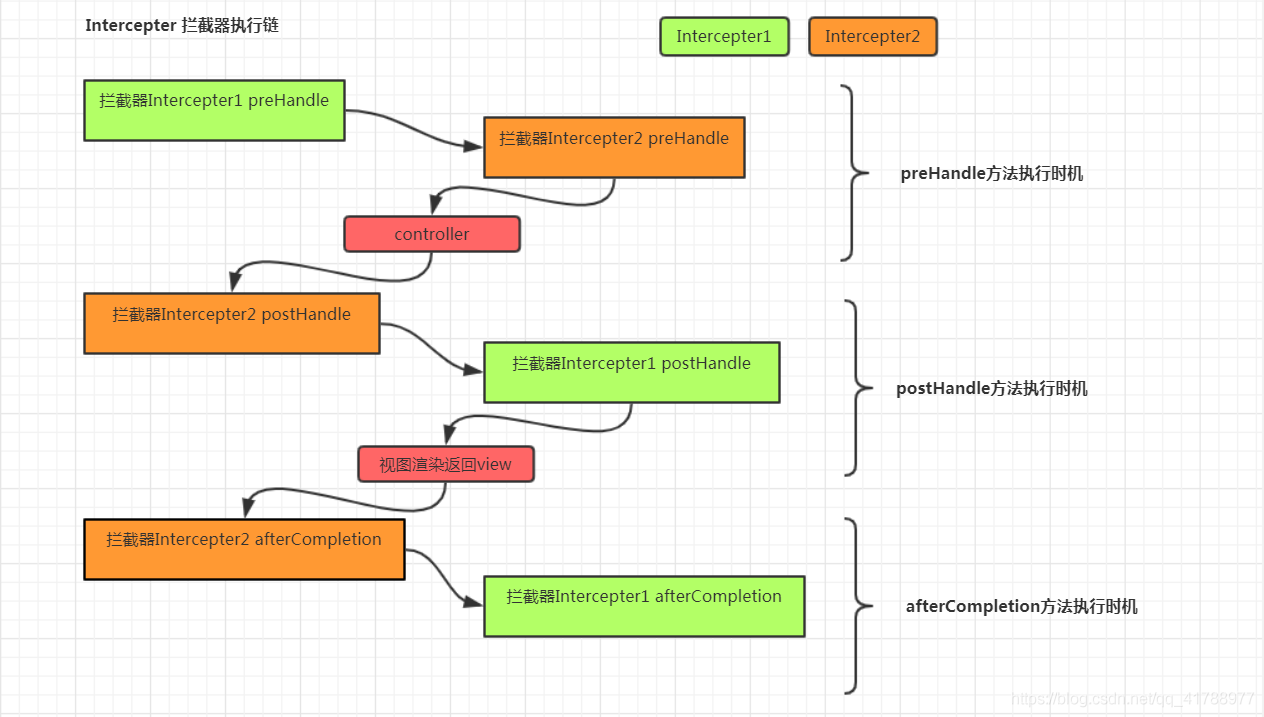 Intercepter 拦截器执行链
Intercepter1
Intercepter2
拦截器Intercepter1 preHandle
拦截器Intercepter2 preHandle
preHandle方法执行时机
controller
拦截器Intercepter2 postHandle
拦截器Intercepter1 postHandle
postHandle方法执行时机
视图渲染返回view
拦截器Intercepter2 afterCompletion
拦截器Intercepter1 afterCompletion
afterCompletion方法执行时机
https://blog.csdn.net/qq_41788977